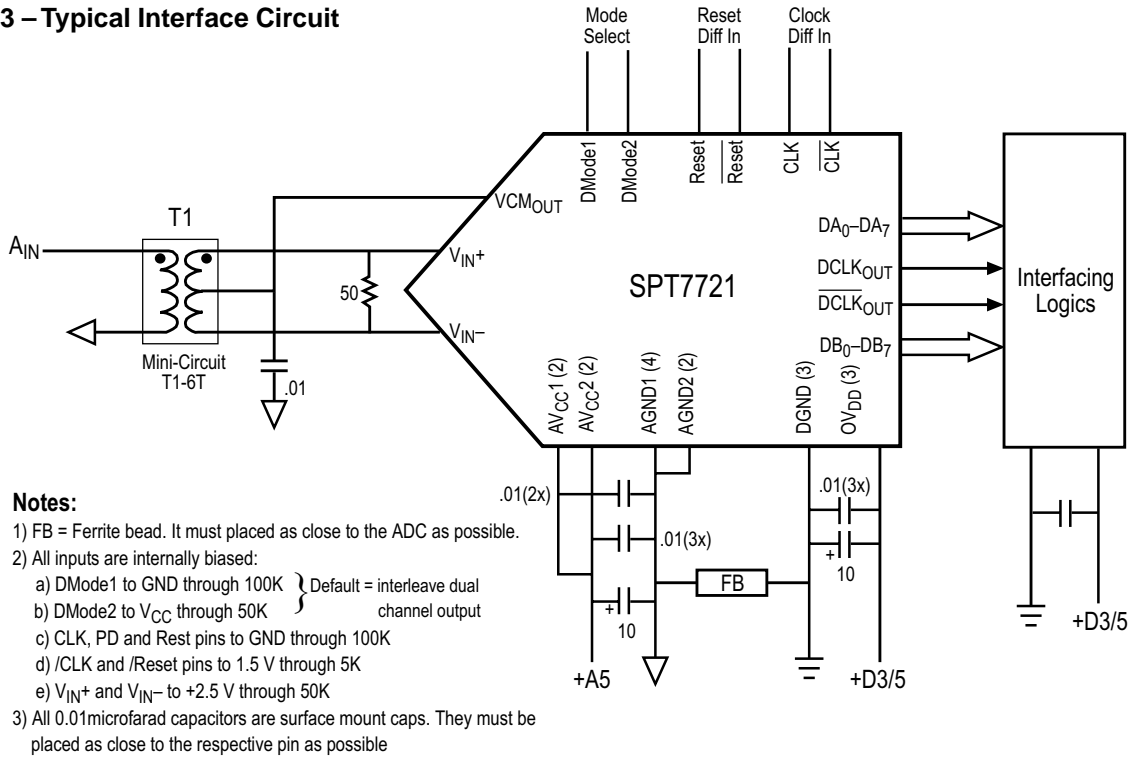 3 – Typical Interface Circuit
Mode
Select
Reset
Diff In
Clock
Diff In
DMode1
DMode2
Reset
Reset
CLK
CLK
VCMOUT
T1
AIN
VIN+
50
VIN–
Mini-Circuit
T1-6T
.01
SPT7721
DA0–DA7
DCLKOUT
DCLKOUT
DB0–DB7
Interfacing
Logics
AVCC1 (2)
AVCC2 (2)
AGND1 (4)
AGND2 (2)
DGND (3)
OVDD (3)
.01(2x)
.01(3x)
.01(3x)
+
10
FB
+
10
+A5
+D3/5
+D3/5
Notes:
1) FB = Ferrite bead. It must placed as close to the ADC as possible.
2) All inputs are internally biased:
a) DMode1 to GND through 100K } Default = interleave dual
b) DMode2 to VCC through 50K channel output
c) CLK, PD and Rest pins to GND through 100K
d) /CLK and /Reset pins to 1.5 V through 5K
e) VIN+ and VIN– to +2.5 V through 50K
3) All 0.01microfarad capacitors are surface mount caps. They must be
placed as close to the respective pin as possible